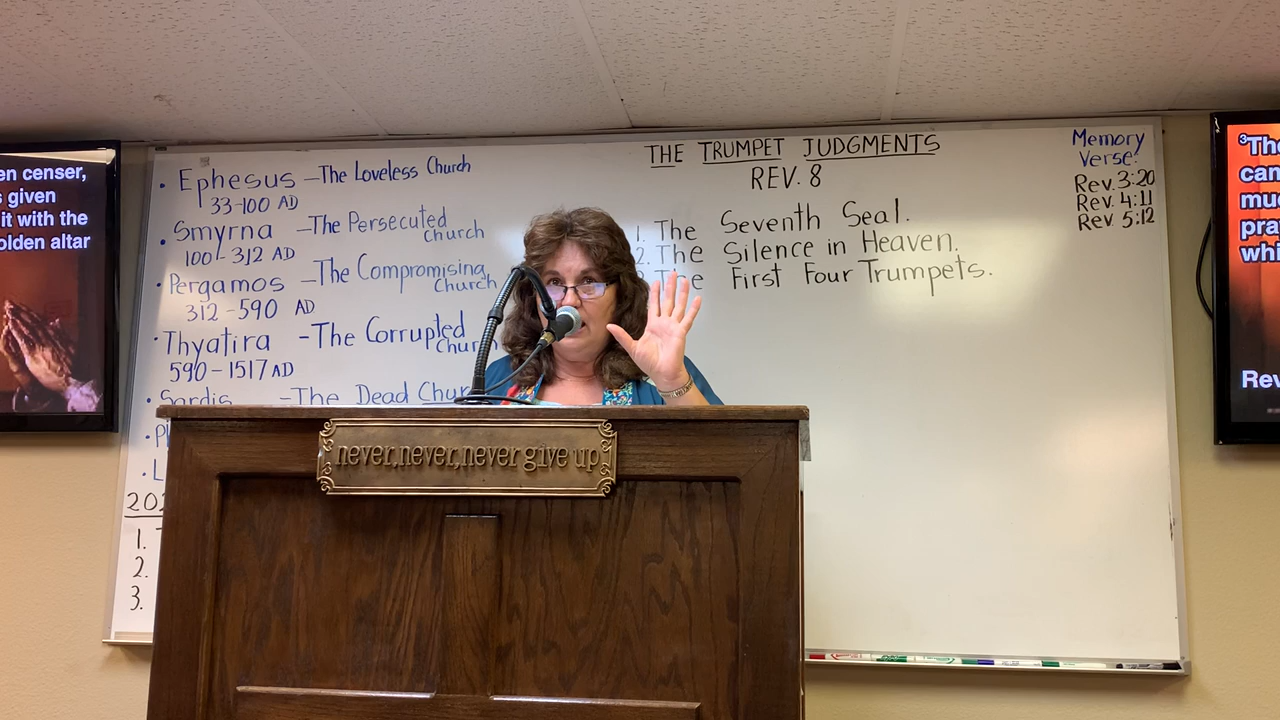 en censer,
s given
it with the
olden altar
• Ephesus – The Loveless Church
33-100 AD
• Smyrna – The Persecuted
Church
100-312 AD
• Pergamos – The Compromising
Church
312-590 AD
• Thyatira - The Corrupted
Church
590-1517 AD
• Sardis - The Dead Chur
• P
• L
202
1.
2.
3.
THE TRUMPET JUDGMENTS
REV. 8
1. The Seventh Seal.
2. The Silence in Heaven.
The First Four Trumpets.
Memory
Verse:
Rev. 3:20
Rev. 4:11
Rev 5:12
never, never, never give up
³The
can
muc
pra
whi
Rev